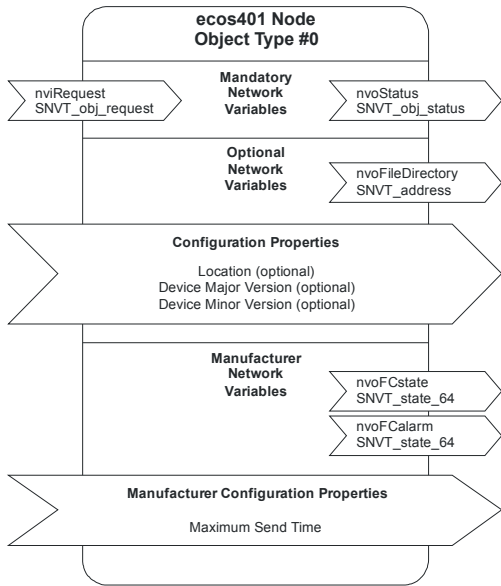 ecos401 Node
Object Type #0
Mandatory
Network
Variables
nviRequest
SNVT_obj_request
nvoStatus
SNVT_obj_status
Optional
Network
Variables
nvoFileDirectory
SNVT_address
Configuration Properties
Location (optional)
Device Major Version (optional)
Device Minor Version (optional)
Manufacturer
Network
Variables
nvoFCstate
SNVT_state_64
nvoFCalarm
SNVT_state_64
Manufacturer Configuration Properties
Maximum Send Time